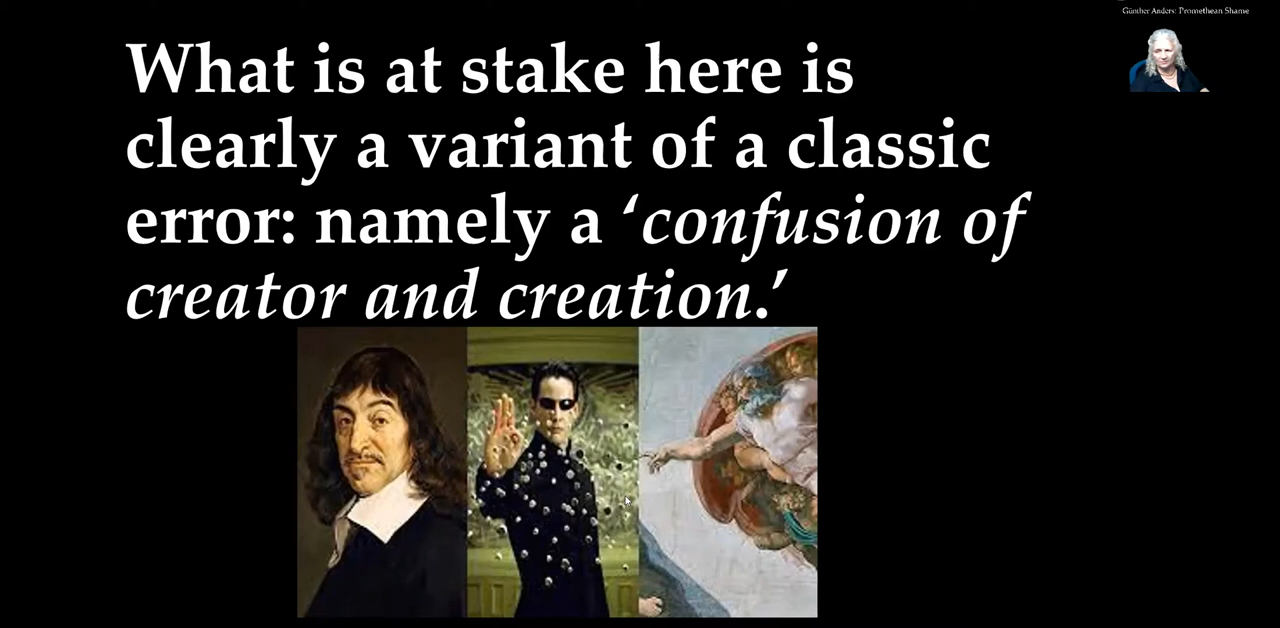 Günther Anders: Promethean Shame
What is at stake here is
clearly a variant of a classic
error: namely a ‘confusion of
creator and creation.’